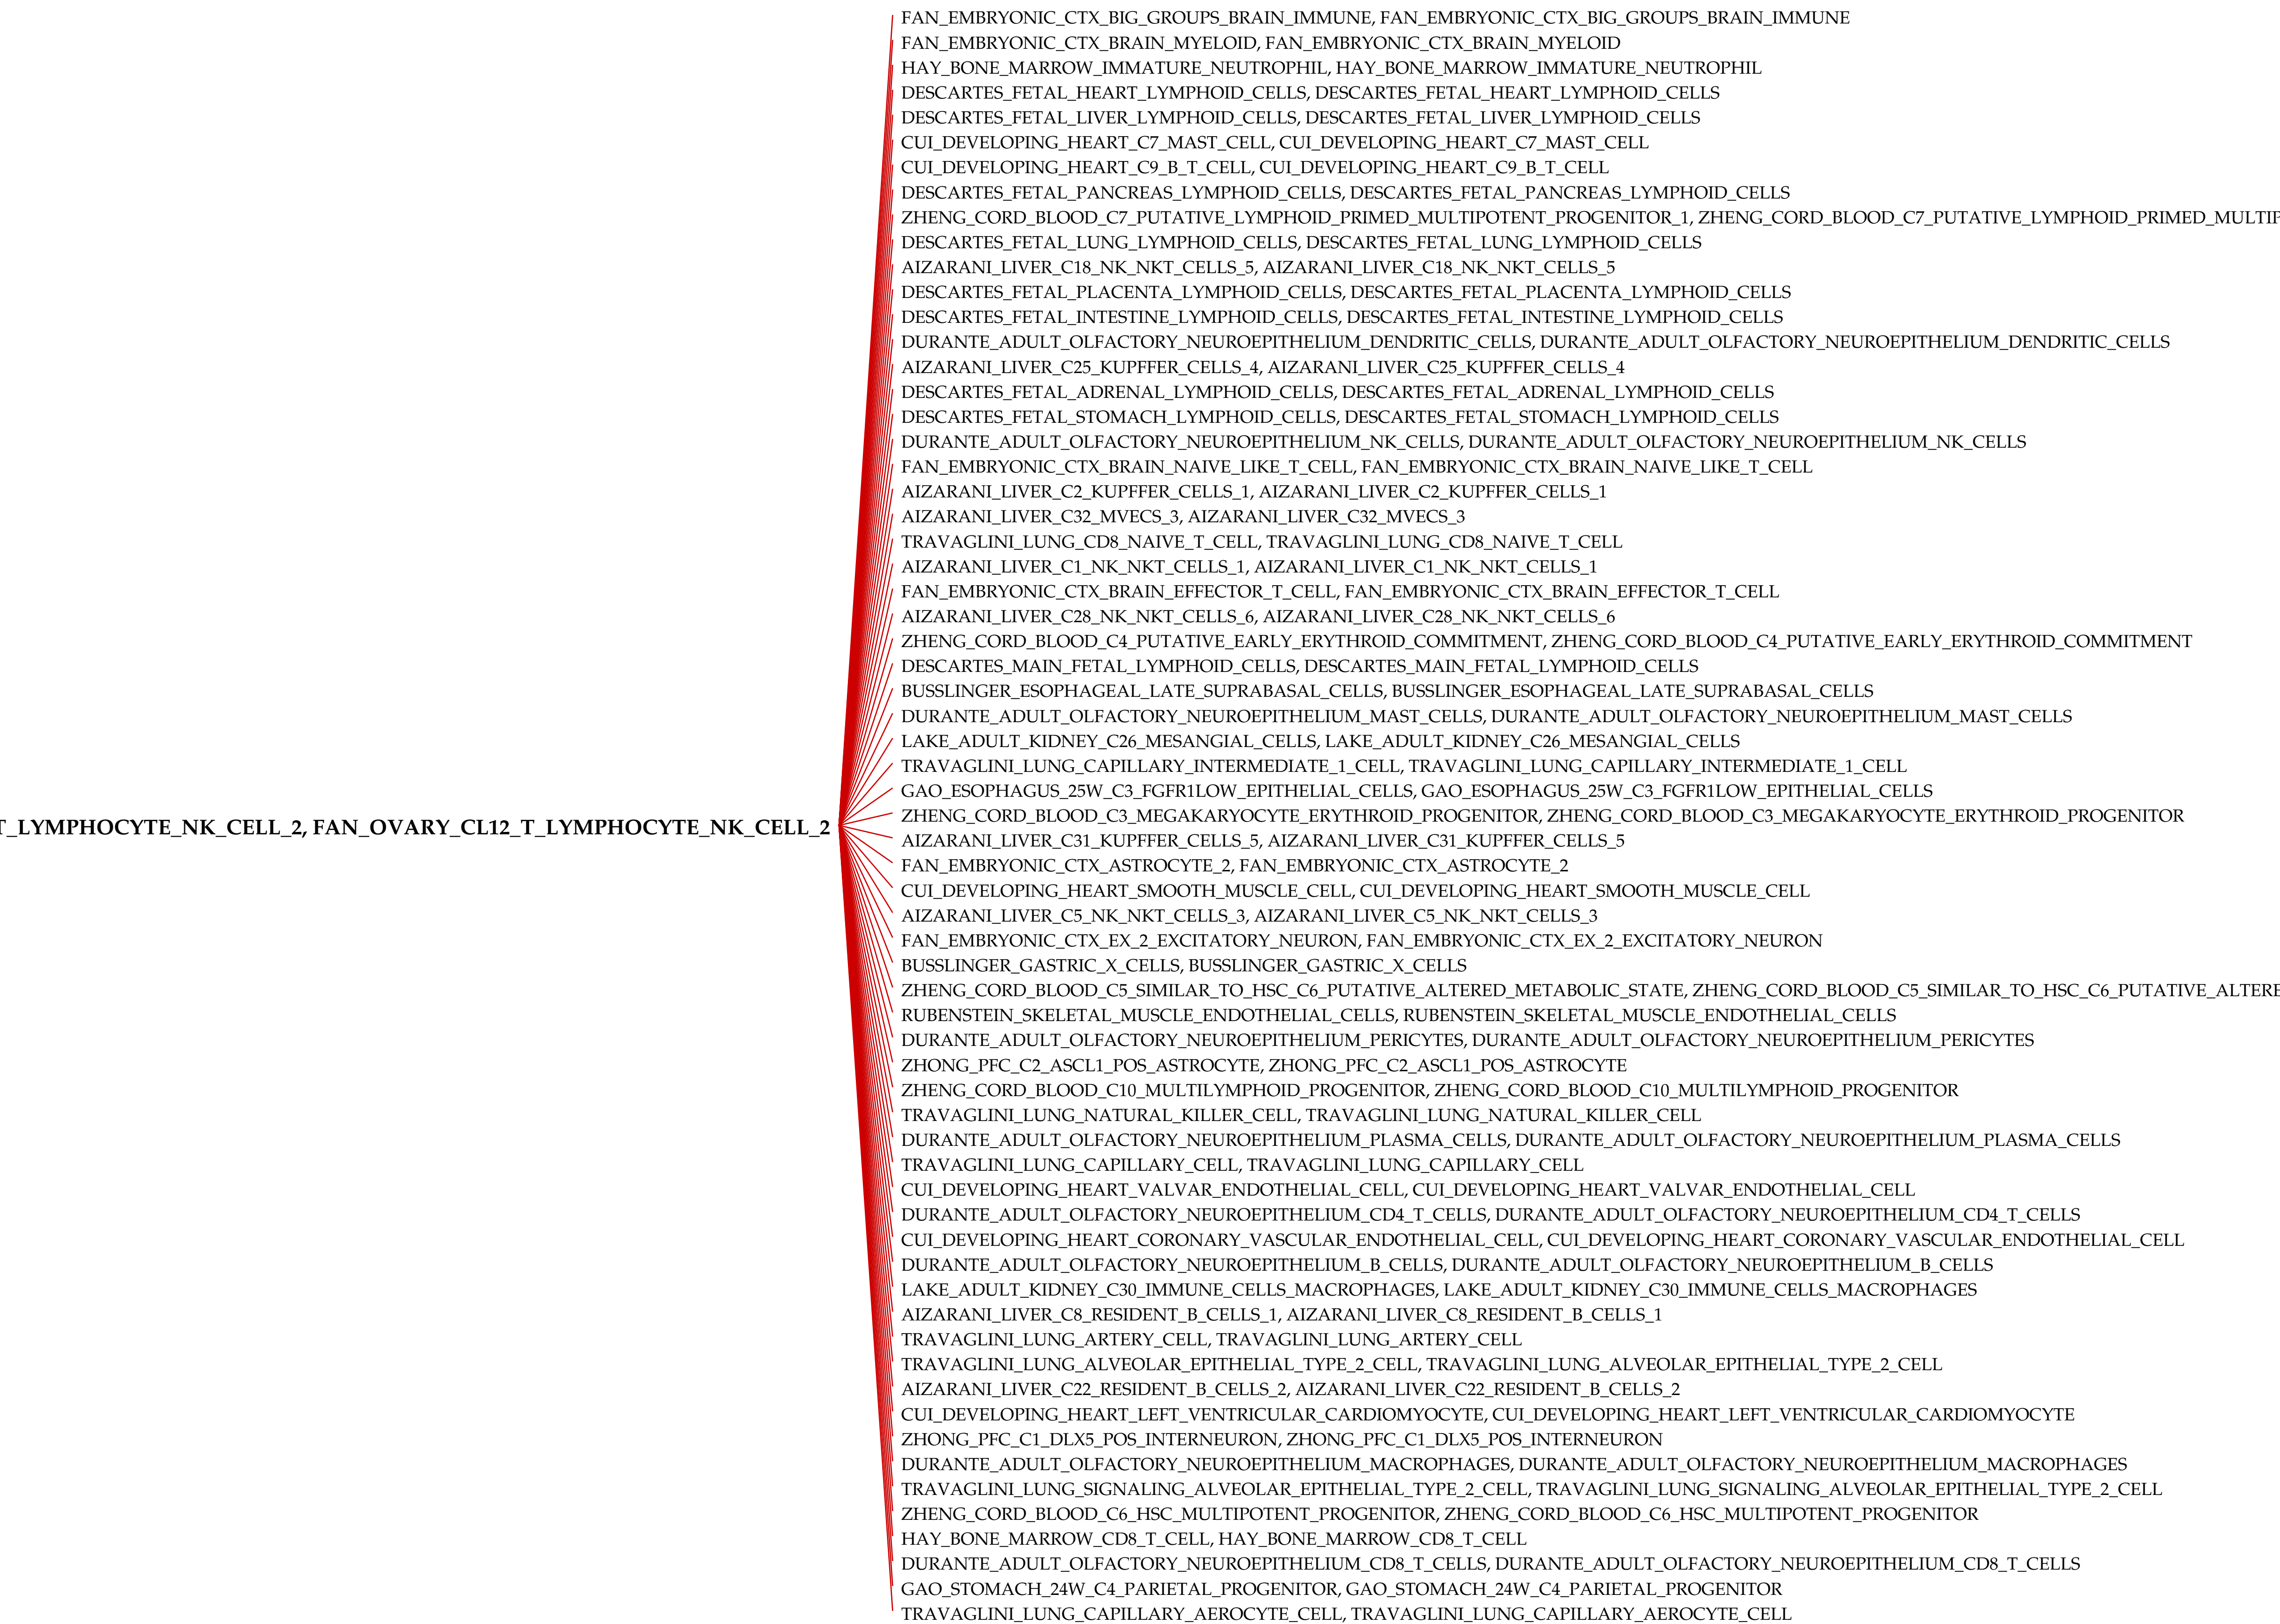 FAN_EMBRYONIC_CTX_BIG_GROUPS_BRAIN_IMMUNE, FAN_EMBRYONIC_CTX_BIG_GROUPS_BRAIN_IMMUNE
FAN_EMBRYONIC_CTX_BRAIN_MYELOID, FAN_EMBRYONIC_CTX_BRAIN_MYELOID
HAY_BONE_MARROW_IMMATURE_NEUTROPHIL, HAY_BONE_MARROW_IMMATURE_NEUTROPHIL
DESCARTES_FETAL_HEART_LYMPHOID_CELLS, DESCARTES_FETAL_HEART_LYMPHOID_CELLS
DESCARTES_FETAL_LIVER_LYMPHOID_CELLS, DESCARTES_FETAL_LIVER_LYMPHOID_CELLS
CUI_DEVELOPING_HEART_C7_MAST_CELL, CUI_DEVELOPING_HEART_C7_MAST_CELL
CUI_DEVELOPING_HEART_C9_B_T_CELL, CUI_DEVELOPING_HEART_C9_B_T_CELL
DESCARTES_FETAL_PANCREAS_LYMPHOID_CELLS, DESCARTES_FETAL_PANCREAS_LYMPHOID_CELLS
ZHENG_CORD_BLOOD_C7_PUTATIVE_LYMPHOID_PRIMED_MULTIPOTENT_PROGENITOR_1, ZHENG_CORD_BLOOD_C7_PUTATIVE_LYMPHOID_PRIMED_MULTIP
DESCARTES_FETAL_LUNG_LYMPHOID_CELLS, DESCARTES_FETAL_LUNG_LYMPHOID_CELLS
AIZARANI_LIVER_C18_NK_NKT_CELLS_5, AIZARANI_LIVER_C18_NK_NKT_CELLS_5
DESCARTES_FETAL_PLACENTA_LYMPHOID_CELLS, DESCARTES_FETAL_PLACENTA_LYMPHOID_CELLS
DESCARTES_FETAL_INTESTINE_LYMPHOID_CELLS, DESCARTES_FETAL_INTESTINE_LYMPHOID_CELLS
DURANTE_ADULT_OLFACTORY_NEUROEPITHELIUM_DENDRITIC_CELLS, DURANTE_ADULT_OLFACTORY_NEUROEPITHELIUM_DENDRITIC_CELLS
AIZARANI_LIVER_C25_KUPFFER_CELLS_4, AIZARANI_LIVER_C25_KUPFFER_CELLS_4
DESCARTES_FETAL_ADRENAL_LYMPHOID_CELLS, DESCARTES_FETAL_ADRENAL_LYMPHOID_CELLS
DESCARTES_FETAL_STOMACH_LYMPHOID_CELLS, DESCARTES_FETAL_STOMACH_LYMPHOID_CELLS
DURANTE_ADULT_OLFACTORY_NEUROEPITHELIUM_NK_CELLS, DURANTE_ADULT_OLFACTORY_NEUROEPITHELIUM_NK_CELLS
FAN_EMBRYONIC_CTX_BRAIN_NAIVE_LIKE_T_CELL, FAN_EMBRYONIC_CTX_BRAIN_NAIVE_LIKE_T_CELL
AIZARANI_LIVER_C2_KUPFFER_CELLS_1, AIZARANI_LIVER_C2_KUPFFER_CELLS_1
AIZARANI_LIVER_C32_MVECS_3, AIZARANI_LIVER_C32_MVECS_3
TRAVAGLINI_LUNG_CD8_NAIVE_T_CELL, TRAVAGLINI_LUNG_CD8_NAIVE_T_CELL
AIZARANI_LIVER_C1_NK_NKT_CELLS_1, AIZARANI_LIVER_C1_NK_NKT_CELLS_1
FAN_EMBRYONIC_CTX_BRAIN_EFFECTOR_T_CELL, FAN_EMBRYONIC_CTX_BRAIN_EFFECTOR_T_CELL
AIZARANI_LIVER_C28_NK_NKT_CELLS_6, AIZARANI_LIVER_C28_NK_NKT_CELLS_6
ZHENG_CORD_BLOOD_C4_PUTATIVE_EARLY_ERYTHROID_COMMITMENT, ZHENG_CORD_BLOOD_C4_PUTATIVE_EARLY_ERYTHROID_COMMITMENT
DESCARTES_MAIN_FETAL_LYMPHOID_CELLS, DESCARTES_MAIN_FETAL_LYMPHOID_CELLS
BUSSLINGER_ESOPHAGEAL_LATE_SUPRABASAL_CELLS, BUSSLINGER_ESOPHAGEAL_LATE_SUPRABASAL_CELLS
DURANTE_ADULT_OLFACTORY_NEUROEPITHELIUM_MAST_CELLS, DURANTE_ADULT_OLFACTORY_NEUROEPITHELIUM_MAST_CELLS
LAKE_ADULT_KIDNEY_C26_MESANGIAL_CELLS, LAKE_ADULT_KIDNEY_C26_MESANGIAL_CELLS
TRAVAGLINI_LUNG_CAPILLARY_INTERMEDIATE_1_CELL, TRAVAGLINI_LUNG_CAPILLARY_INTERMEDIATE_1_CELL
GAO_ESOPHAGUS_25W_C3_FGFR1LOW_EPITHELIAL_CELLS, GAO_ESOPHAGUS_25W_C3_FGFR1LOW_EPITHELIAL_CELLS
ZHENG_CORD_BLOOD_C3_MEGAKARYOCYTE_ERYTHROID_PROGENITOR, ZHENG_CORD_BLOOD_C3_MEGAKARYOCYTE_ERYTHROID_PROGENITOR
T_LYMPHOCYTE_NK_CELL_2, FAN_OVARY_CL12_T_LYMPHOCYTE_NK_CELL_2
AIZARANI_LIVER_C31_KUPFFER_CELLS_5, AIZARANI_LIVER_C31_KUPFFER_CELLS_5
FAN_EMBRYONIC_CTX_ASTROCYTE_2, FAN_EMBRYONIC_CTX_ASTROCYTE_2
CUI_DEVELOPING_HEART_SMOOTH_MUSCLE_CELL, CUI_DEVELOPING_HEART_SMOOTH_MUSCLE_CELL
AIZARANI_LIVER_C5_NK_NKT_CELLS_3, AIZARANI_LIVER_C5_NK_NKT_CELLS_3
FAN_EMBRYONIC_CTX_EX_2_EXCITATORY_NEURON, FAN_EMBRYONIC_CTX_EX_2_EXCITATORY_NEURON
BUSSLINGER_GASTRIC_X_CELLS, BUSSLINGER_GASTRIC_X_CELLS
ZHENG_CORD_BLOOD_C5_SIMILAR_TO_HSC_C6_PUTATIVE_ALTERED_METABOLIC_STATE, ZHENG_CORD_BLOOD_C5_SIMILAR_TO_HSC_C6_PUTATIVE_ALTERE
RUBENSTEIN_SKELETAL_MUSCLE_ENDOTHELIAL_CELLS, RUBENSTEIN_SKELETAL_MUSCLE_ENDOTHELIAL_CELLS
DURANTE_ADULT_OLFACTORY_NEUROEPITHELIUM_PERICYTES, DURANTE_ADULT_OLFACTORY_NEUROEPITHELIUM_PERICYTES
ZHONG_PFC_C2_ASCL1_POS_ASTROCYTE, ZHONG_PFC_C2_ASCL1_POS_ASTROCYTE
ZHENG_CORD_BLOOD_C10_MULTILYMPHOID_PROGENITOR, ZHENG_CORD_BLOOD_C10_MULTILYMPHOID_PROGENITOR
TRAVAGLINI_LUNG_NATURAL_KILLER_CELL, TRAVAGLINI_LUNG_NATURAL_KILLER_CELL
DURANTE_ADULT_OLFACTORY_NEUROEPITHELIUM_PLASMA_CELLS, DURANTE_ADULT_OLFACTORY_NEUROEPITHELIUM_PLASMA_CELLS
TRAVAGLINI_LUNG_CAPILLARY_CELL, TRAVAGLINI_LUNG_CAPILLARY_CELL
CUI_DEVELOPING_HEART_VALVAR_ENDOTHELIAL_CELL, CUI_DEVELOPING_HEART_VALVAR_ENDOTHELIAL_CELL
DURANTE_ADULT_OLFACTORY_NEUROEPITHELIUM_CD4_T_CELLS, DURANTE_ADULT_OLFACTORY_NEUROEPITHELIUM_CD4_T_CELLS
CUI_DEVELOPING_HEART_CORONARY_VASCULAR_ENDOTHELIAL_CELL, CUI_DEVELOPING_HEART_CORONARY_VASCULAR_ENDOTHELIAL_CELL
DURANTE_ADULT_OLFACTORY_NEUROEPITHELIUM_B_CELLS, DURANTE_ADULT_OLFACTORY_NEUROEPITHELIUM_B_CELLS
LAKE_ADULT_KIDNEY_C30_IMMUNE_CELLS_MACROPHAGES, LAKE_ADULT_KIDNEY_C30_IMMUNE_CELLS_MACROPHAGES
AIZARANI_LIVER_C8_RESIDENT_B_CELLS_1, AIZARANI_LIVER_C8_RESIDENT_B_CELLS_1
TRAVAGLINI_LUNG_ARTERY_CELL, TRAVAGLINI_LUNG_ARTERY_CELL
TRAVAGLINI_LUNG_ALVEOLAR_EPITHELIAL_TYPE_2_CELL, TRAVAGLINI_LUNG_ALVEOLAR_EPITHELIAL_TYPE_2_CELL
AIZARANI_LIVER_C22_RESIDENT_B_CELLS_2, AIZARANI_LIVER_C22_RESIDENT_B_CELLS_2
CUI_DEVELOPING_HEART_LEFT_VENTRICULAR_CARDIOMYOCYTE, CUI_DEVELOPING_HEART_LEFT_VENTRICULAR_CARDIOMYOCYTE
ZHONG_PFC_C1_DLX5_POS_INTERNEURON, ZHONG_PFC_C1_DLX5_POS_INTERNEURON
DURANTE_ADULT_OLFACTORY_NEUROEPITHELIUM_MACROPHAGES, DURANTE_ADULT_OLFACTORY_NEUROEPITHELIUM_MACROPHAGES
TRAVAGLINI_LUNG_SIGNALING_ALVEOLAR_EPITHELIAL_TYPE_2_CELL, TRAVAGLINI_LUNG_SIGNALING_ALVEOLAR_EPITHELIAL_TYPE_2_CELL
ZHENG_CORD_BLOOD_C6_HSC_MULTIPOTENT_PROGENITOR, ZHENG_CORD_BLOOD_C6_HSC_MULTIPOTENT_PROGENITOR
HAY_BONE_MARROW_CD8_T_CELL, HAY_BONE_MARROW_CD8_T_CELL
DURANTE_ADULT_OLFACTORY_NEUROEPITHELIUM_CD8_T_CELLS, DURANTE_ADULT_OLFACTORY_NEUROEPITHELIUM_CD8_T_CELLS
GAO_STOMACH_24W_C4_PARIETAL_PROGENITOR, GAO_STOMACH_24W_C4_PARIETAL_PROGENITOR
TRAVAGLINI_LUNG_CAPILLARY_AEROCYTE_CELL, TRAVAGLINI_LUNG_CAPILLARY_AEROCYTE_CELL